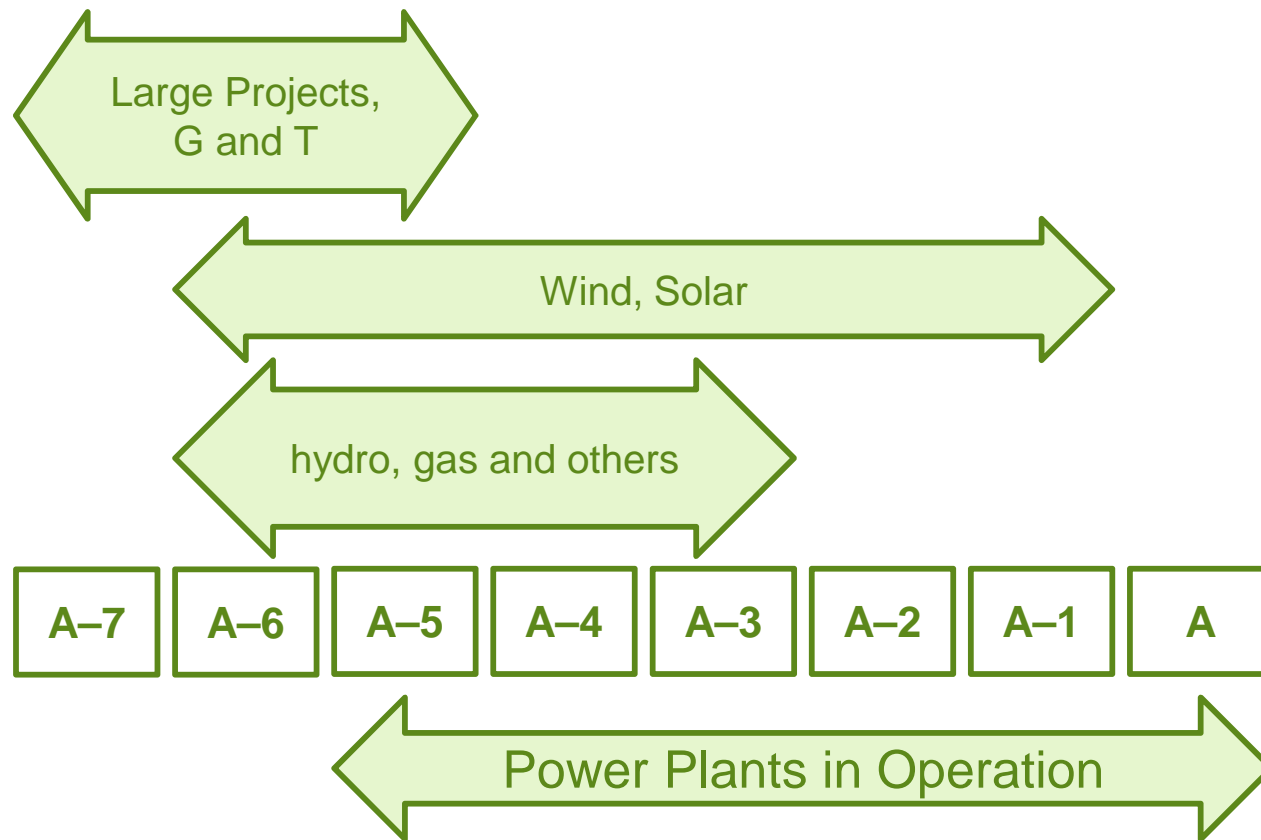 Large Projects,
G and T
Wind, Solar
hydro, gas and others
A–7 A–6 A–5 A–4 A–3 A–2 A–1 A
Power Plants in Operation